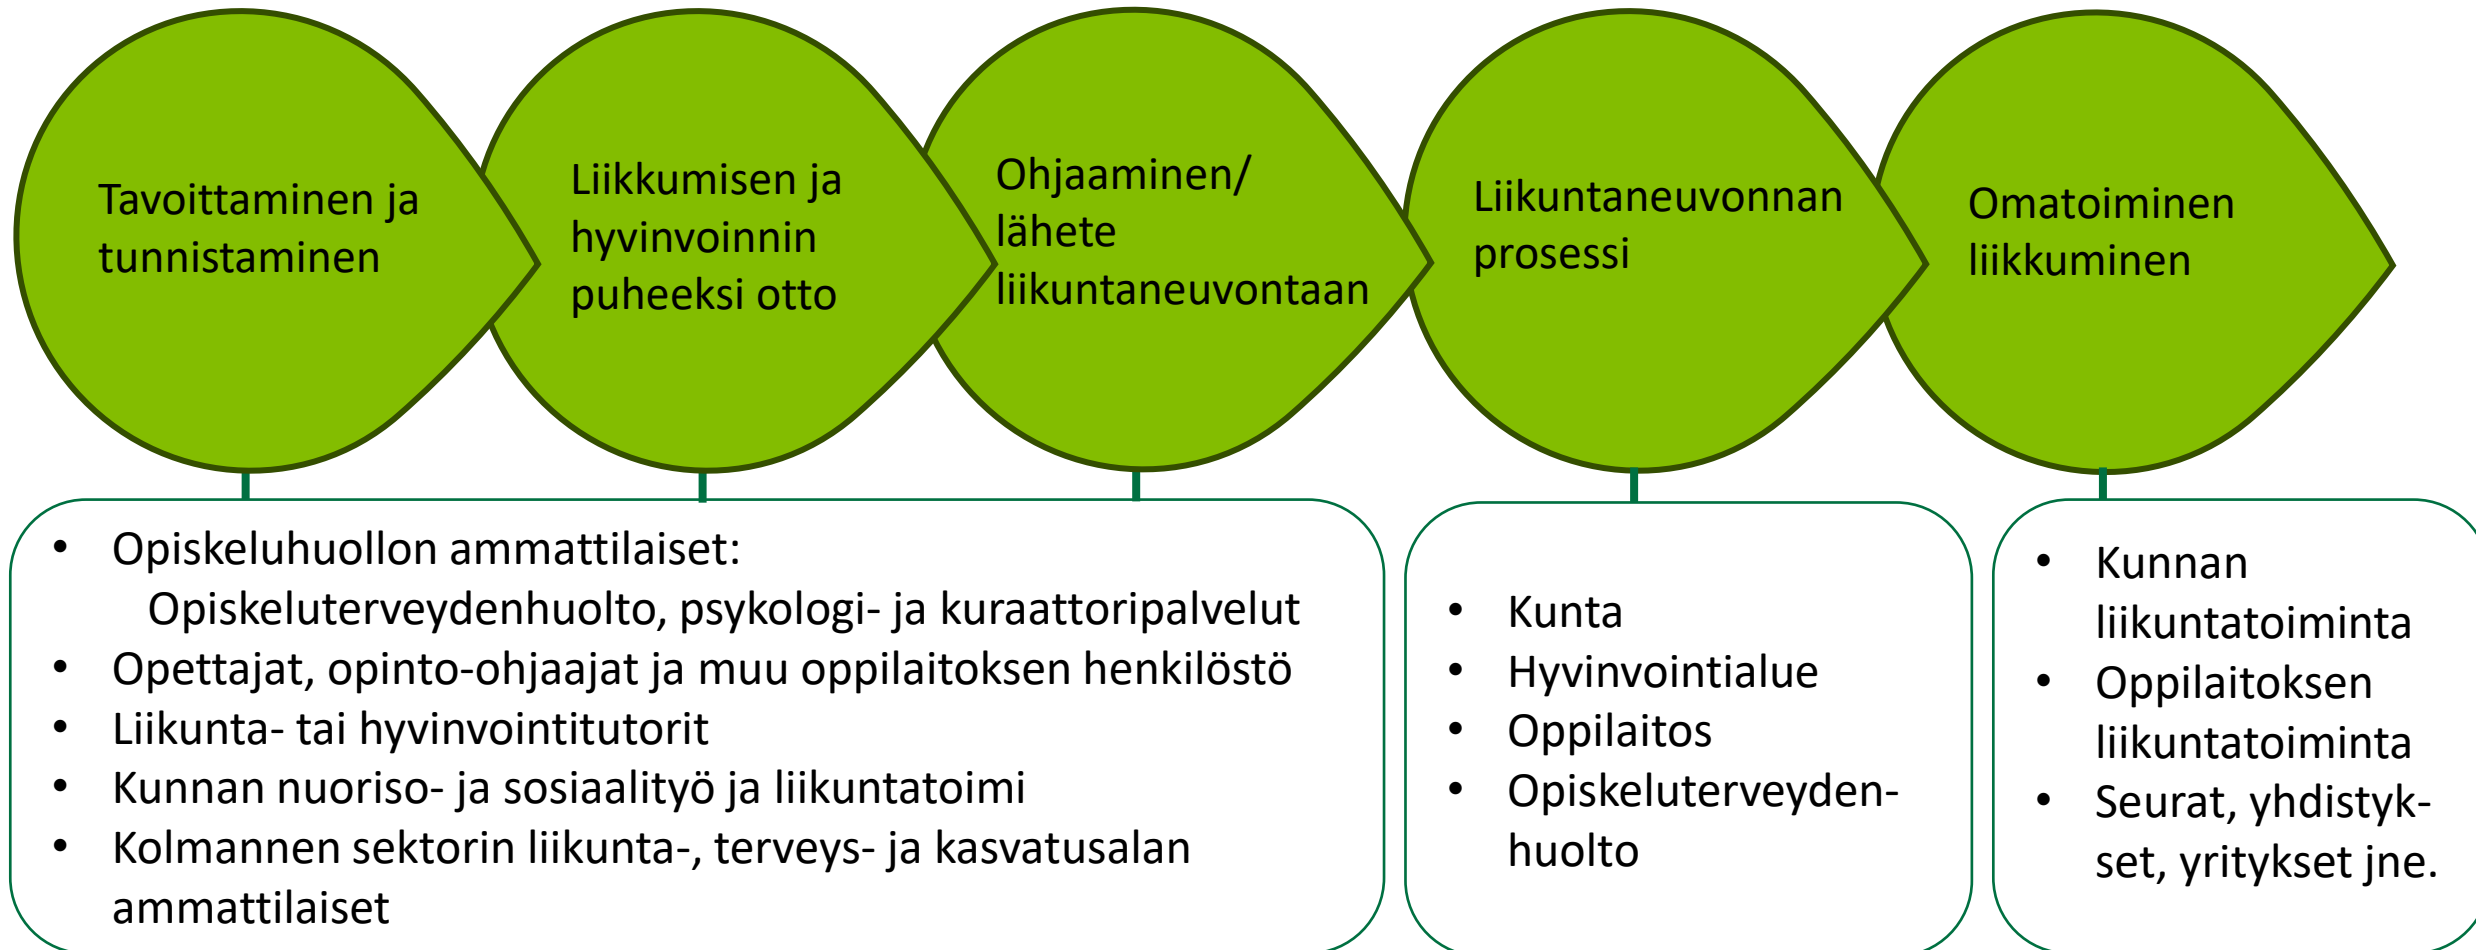 Tavoittaminen ja
tunnistaminen
Liikkumisen ja
hyvinvoinnin
puheeksi otto
Ohjaaminen/
lähete
liikuntaneuvontaan
Liikuntaneuvonnan
prosessi
Omatoiminen
liikkuminen
• Opiskeluhuollon ammattilaiset:
Opiskeluterveydenhuolto, psykologi- ja kuraattoripalvelut
• Opettajat, opinto-ohjaajat ja muu oppilaitoksen henkilöstö
• Liikunta- tai hyvinvointitutorit
• Kunnan nuoriso- ja sosiaalityö ja liikuntatoimi
• Kolmannen sektorin liikunta-, terveys- ja kasvatusalan
ammattilaiset
• Kunta
• Hyvinvointialue
• Oppilaitos
• Opiskeluterveyden-
huolto
• Kunnan
liikuntatoiminta
• Oppilaitoksen
liikuntatoiminta
• Seurat, yhdistyk-
set, yritykset jne.